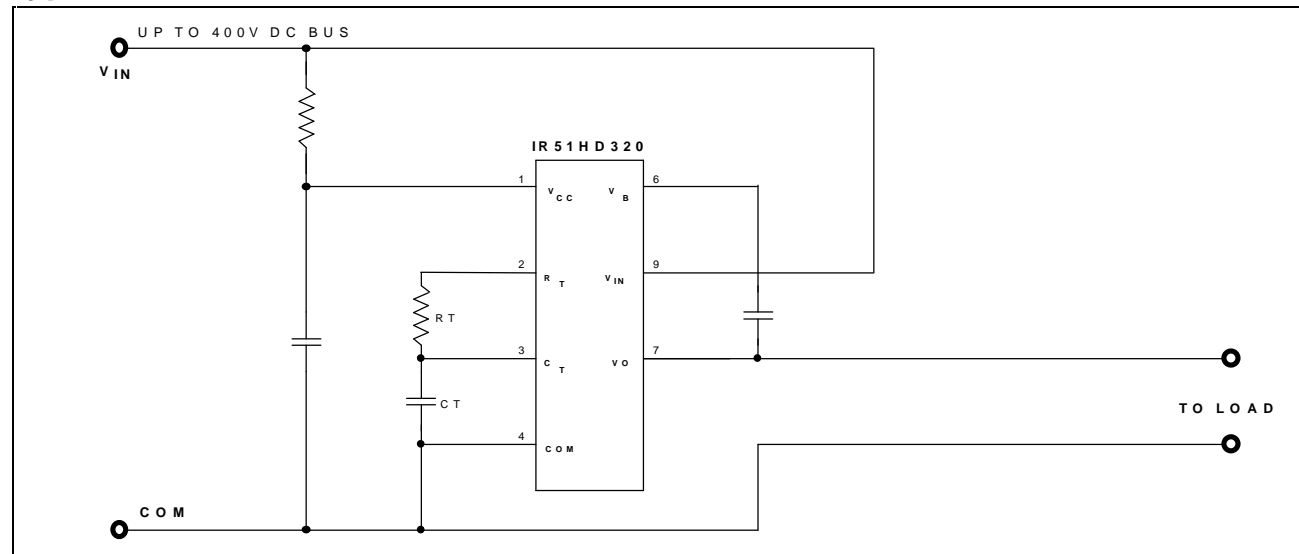 UP TO 400V DC BUS
VIN
IR51HD320
1
VCC
VB
6
2
RT
VIN
9
RT
3
CT
VO
7
CT
4
COM
TO LOAD
COM